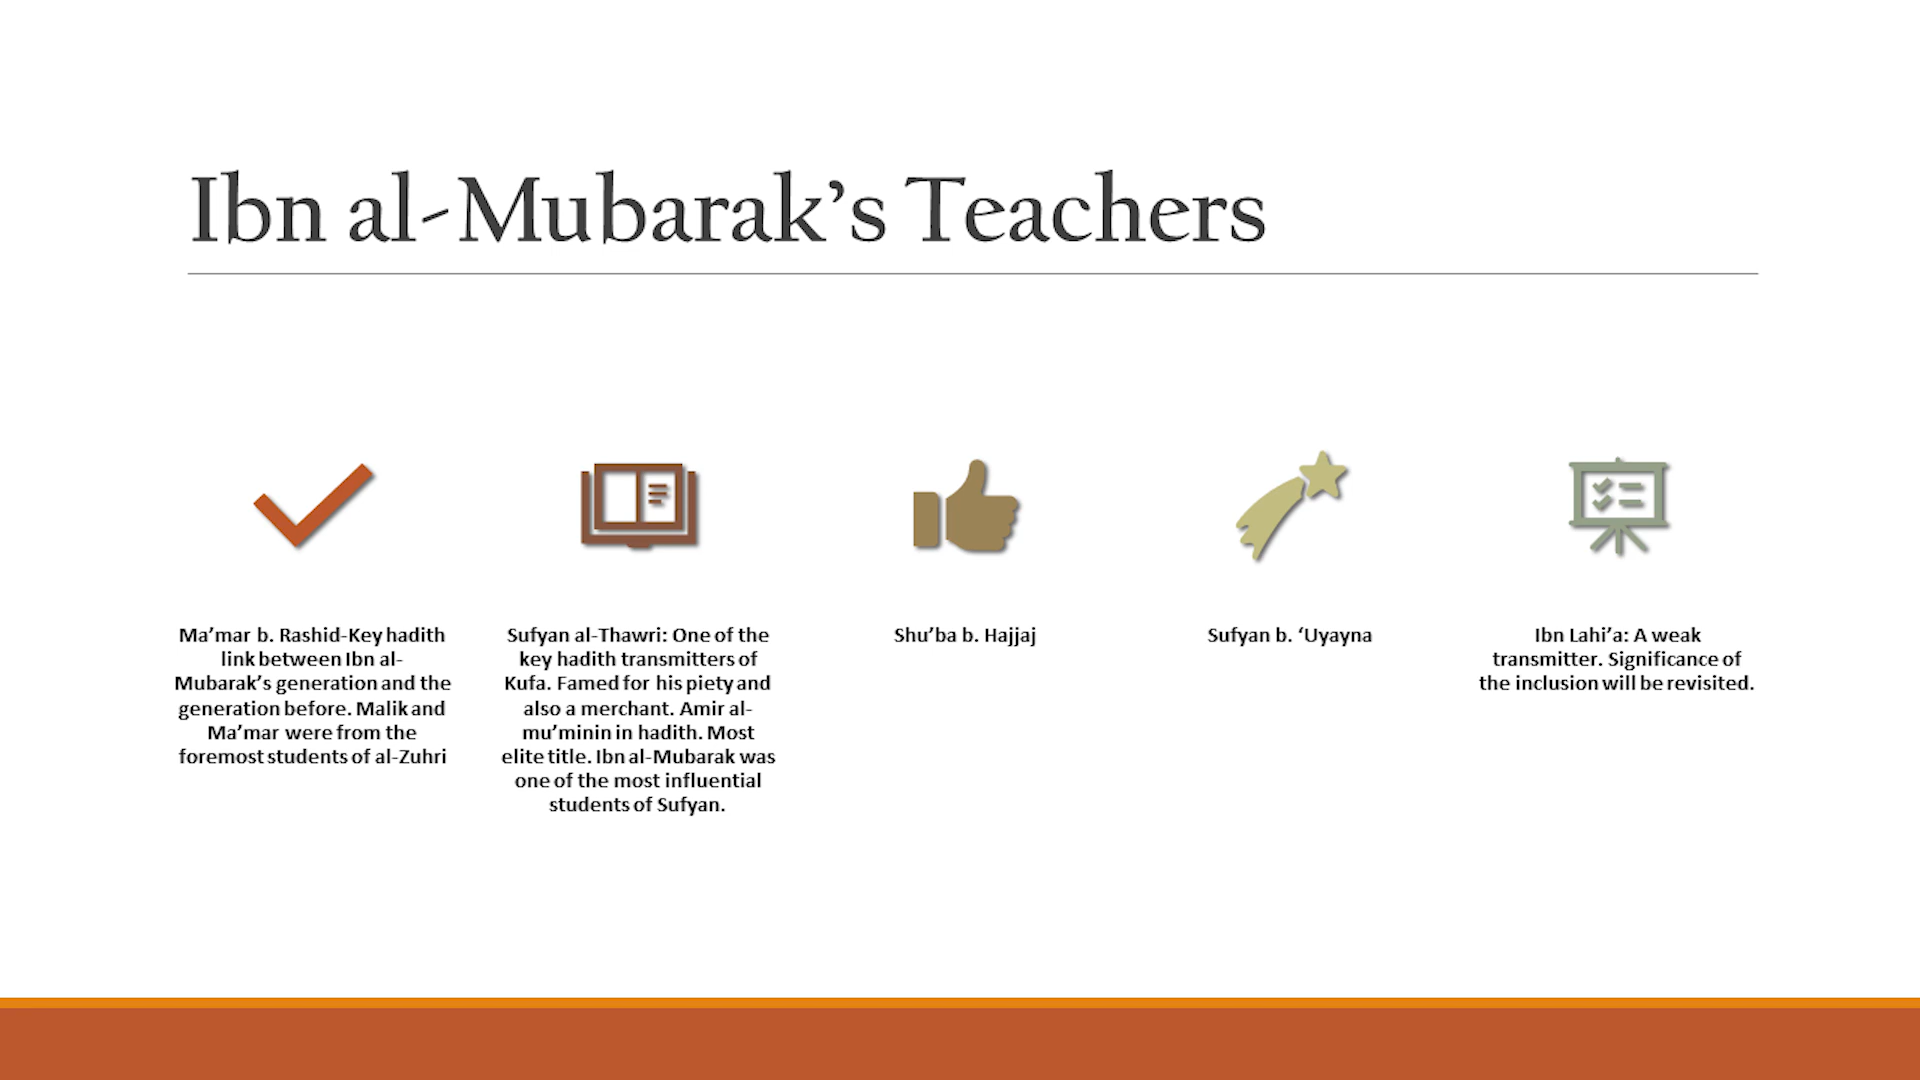 Ibn al-Mubarak’s Teachers
Ma’mar b. Rashid-Key hadith
link between Ibn al-
Mubarak’s generation and the
generation before. Malik and
Ma’mar were from the
foremost students of al-Zuhri
Sufyan al-Thawri: One of the
key hadith transmitters of
Kufa. Famed for his piety and
also a merchant. Amir al-
mu’minin in hadith. Most
elite title. Ibn al-Mubarak was
one of the most influential
students of Sufyan.
Shu’ba b. Hajjaj
Sufyan b. ‘Uyayna
Ibn Lahi’a: A weak
transmitter. Significance of
the inclusion will be revisited.